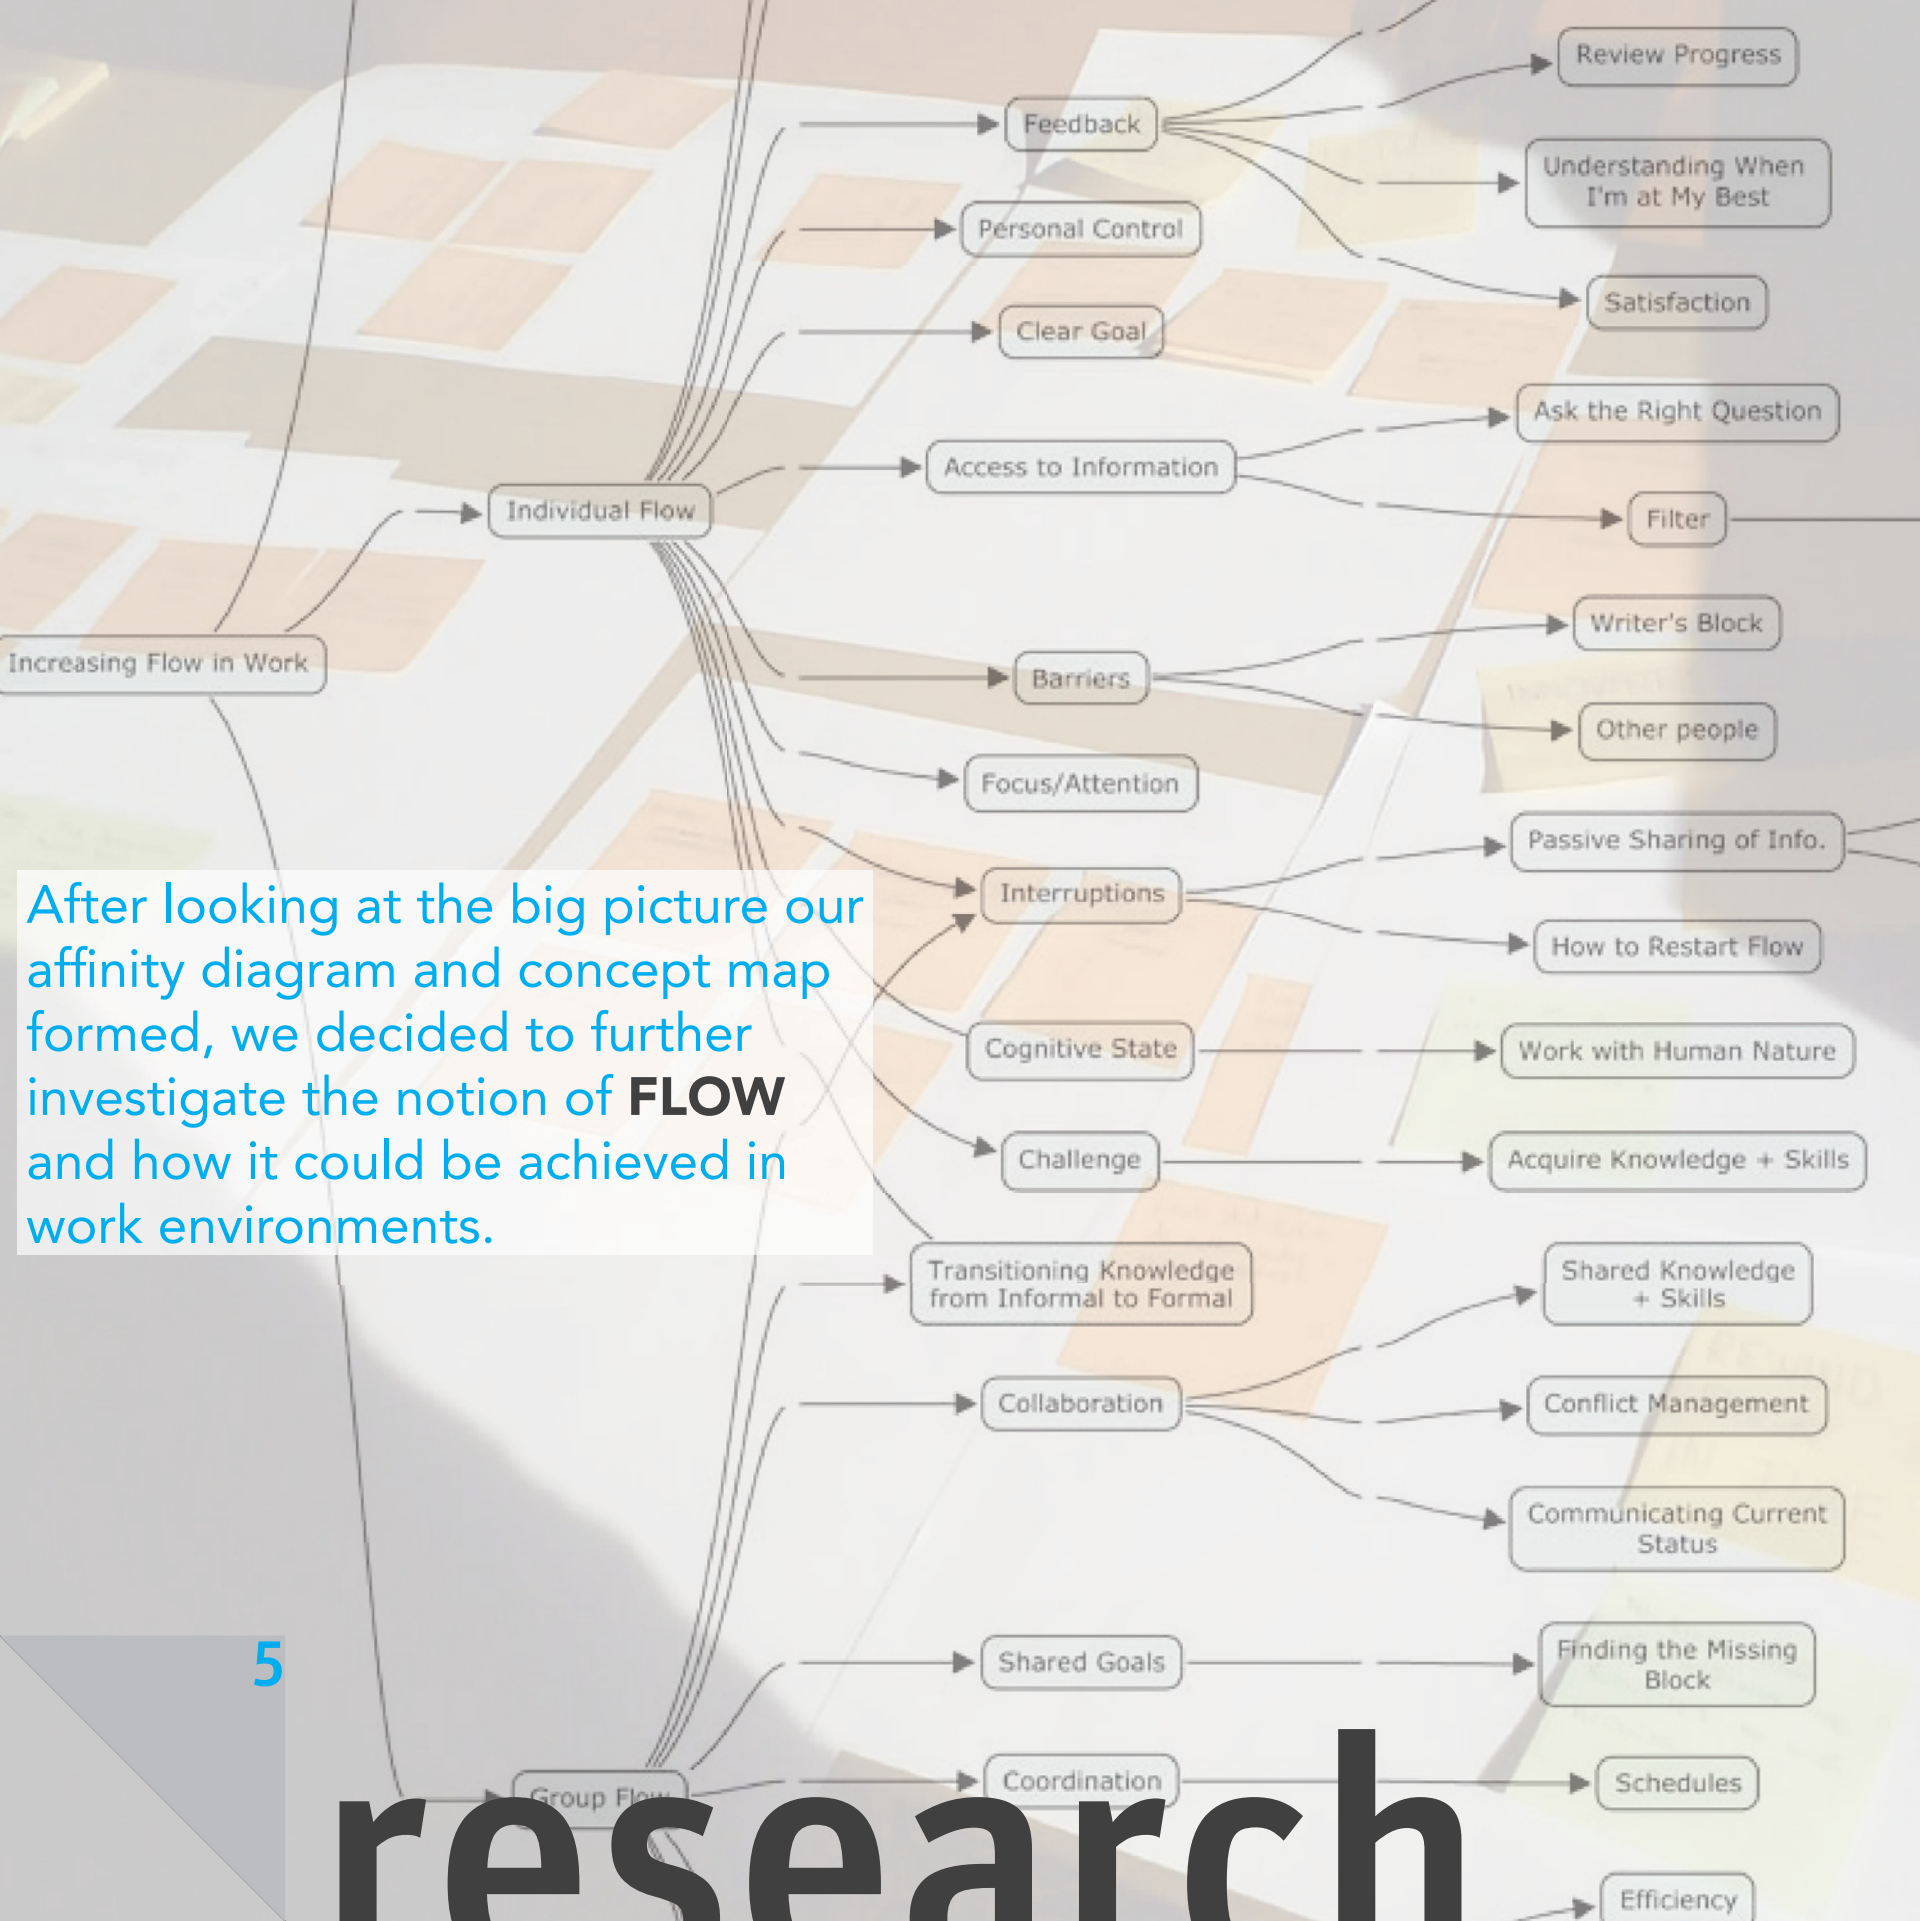 Review Progress
Feedback
Understanding When
I'm at My Best
Personal Control
Satisfaction
Clear Goal
Ask the Right Question
Access to Information
Individual Flow
Filter
Writer's Block
Increasing Flow in Work
Barriers
Other people
Focus/Attention
Passive Sharing of Info.
Interruptions
How to Restart Flow
After looking at the big picture our
affinity diagram and concept map
formed, we decided to further
investigate the notion of FLOW
and how it could be achieved in
work environments.
Cognitive State
Work with Human Nature
Challenge
Acquire Knowledge + Skills
Transitioning Knowledge
from Informal to Formal
Shared Knowledge
+ Skills
Collaboration
Conflict Management
Communicating Current
Status
5
Shared Goals
Finding the Missing
Block
Coordination
Schedules
Group Flow
research
Efficiency